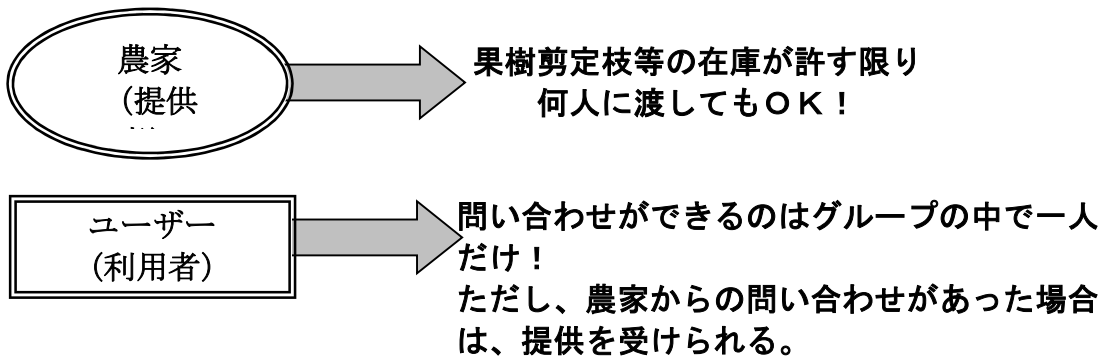 農家
（提供
果樹剪定枝等の在庫が許す限り
何人に渡してもＯＫ！
ユーザー
（利用者）
問い合わせができるのはグループの中で一人
だけ！
ただし、農家からの問い合わせがあった場合
は、提供を受けられる。